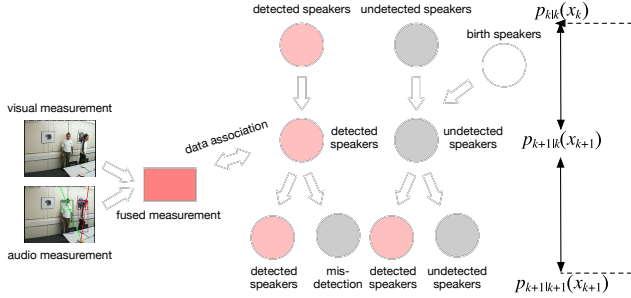 detected speakers
undetected speakers
p_{k|k}(x_k)
birth speakers
visual measurement
data association
detected
speakers
undetected
speakers
p_{k+1|k}(x_{k+1})
fused measurement
audio measurement
detected
speakers
mis-
detection
detected
speakers
undetected
speakers
p_{k+1|k+1}(x_{k+1})